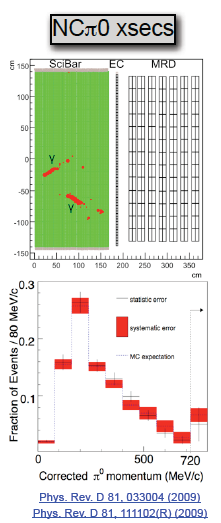 NCπ0 xsecs
SciBar EC MRD
cm
150
100
50
0
-50
-100
-150
γ
γ
0 50 100 150 200 250 300 350
cm
Fraction of Events / 80 MeV/c
0.3
0.2
0.1
statistic error
systematic error
MC expectation
0 500 720
Corrected π⁰ momentum (MeV/c)
Phys. Rev. D 81, 033004 (2009)
Phys. Rev. D 81, 111102(R) (2009)